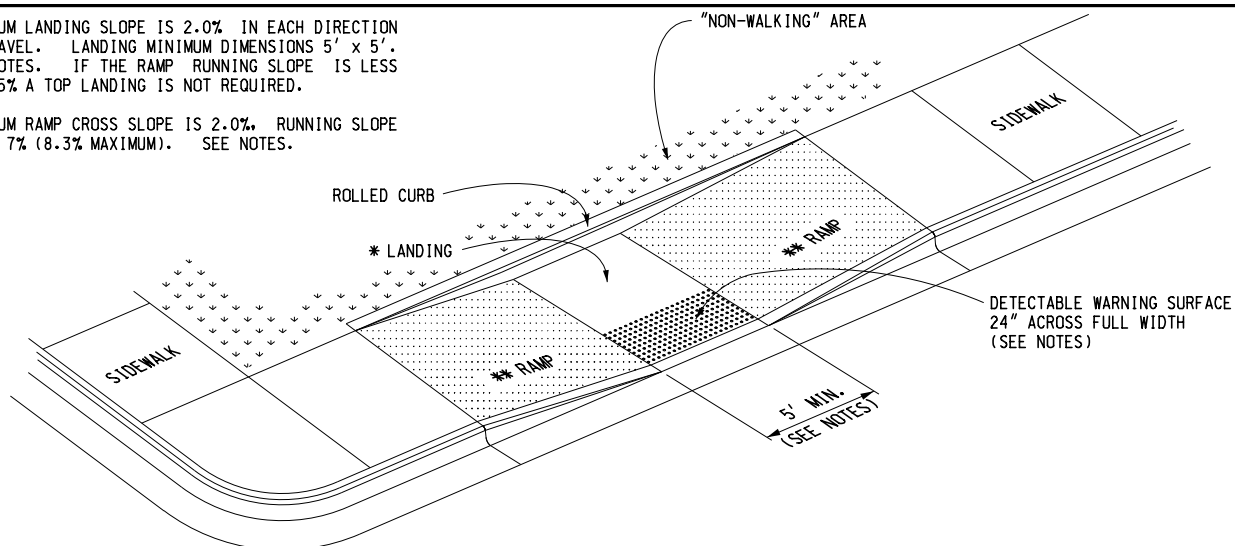 UM LANDING SLOPE IS 2.0% IN EACH DIRECTION
AVEL. LANDING MINIMUM DIMENSIONS 5' x 5'.
OTES. IF THE RAMP RUNNING SLOPE IS LESS
5% A TOP LANDING IS NOT REQUIRED.
UM RAMP CROSS SLOPE IS 2.0%. RUNNING SLOPE
7% (8.3% MAXIMUM). SEE NOTES.
"NON-WALKING" AREA
SIDEWALK
ROLLED CURB
* LANDING
** RAMP
DETECTABLE WARNING SURFACE
24" ACROSS FULL WIDTH
(SEE NOTES)
SIDEWALK
** RAMP
5' MIN.
(SEE NOTES)